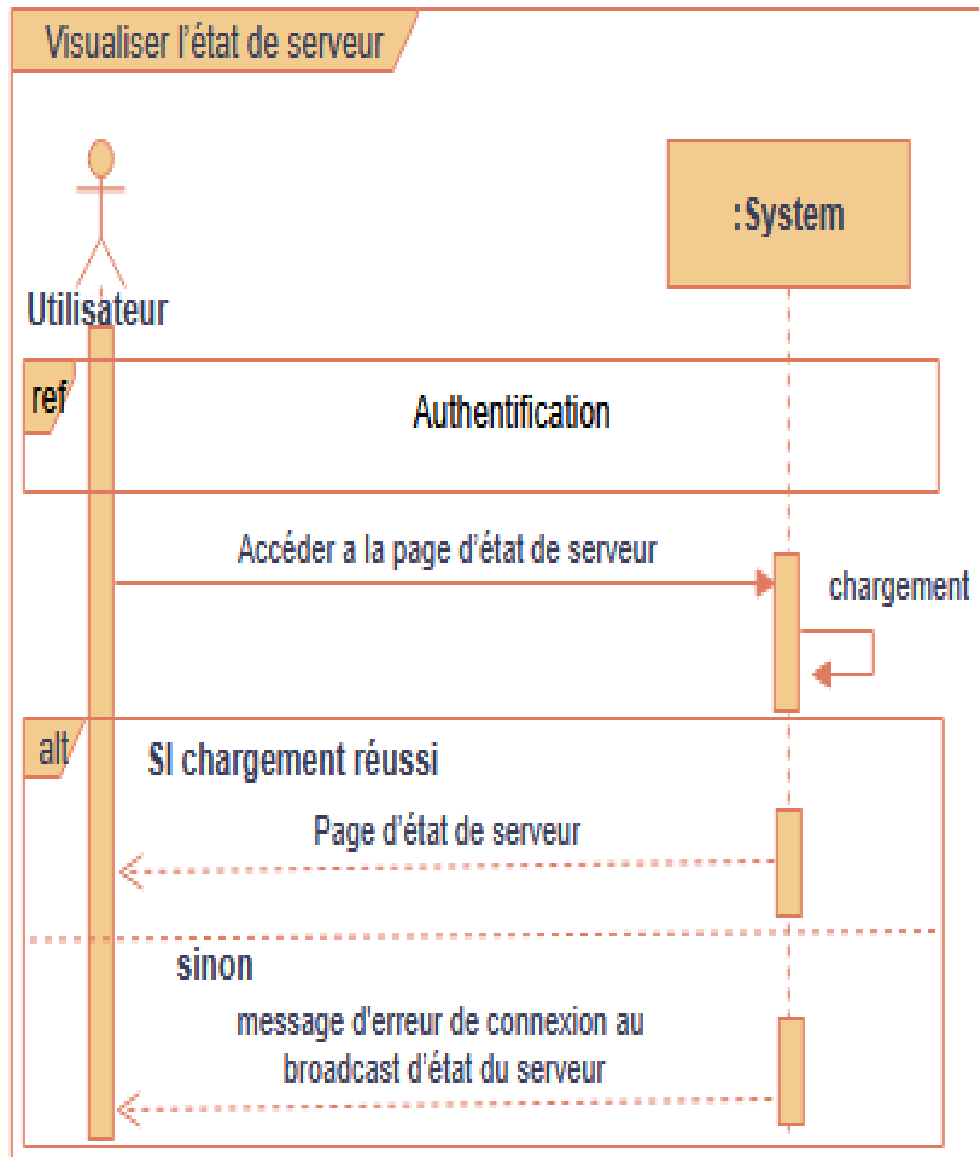 Visualiser l'état de serveur
:System
Utilisateur
ref
Authentification
Accéder a la page d'état de serveur
chargement
alt
SI chargement réussi
Page d'état de serveur
sinon
message d'erreur de connexion au
broadcast d'état du serveur